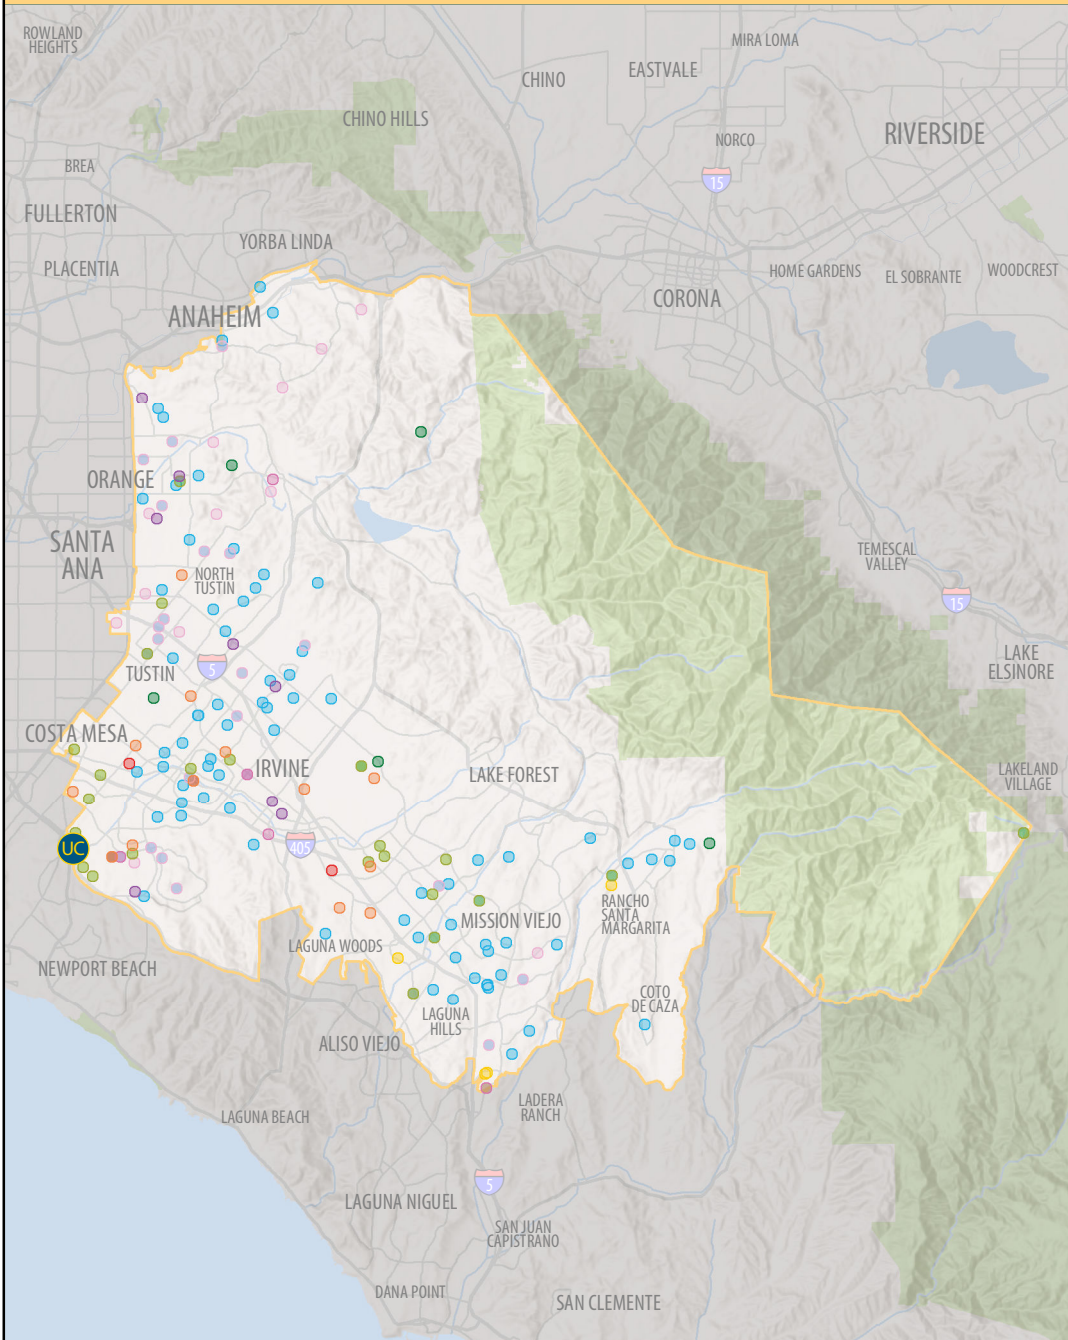 ROWLAND
HEIGHTS
MIRA LOMA
EASTVALE
CHINO
CHINO HILLS
RIVERSIDE
NORCO
BREA
15
FULLERTON
YORBA LINDA
PLACENTIA
HOME GARDENS
EL SOBRANTE
WOODCREST
CORONA
ANAHEIM
ORANGE
SANTA
ANA
TEMESCAL
VALLEY
NORTH
TUSTIN
15
LAKE
ELSINORE
5
TUSTIN
COSTA MESA
IRVINE
LAKE FOREST
LAKELAND
VILLAGE
UC
405
RANCHO
SANTA
MARGARITA
MISSION VIEJO
LAGUNA WOODS
NEWPORT BEACH
COTO
DE CAZA
LAGUNA
HILLS
ALISO VIEJO
LADERA
RANCH
LAGUNA BEACH
5
LAGUNA NIGUEL
SAN JUAN
CAPISTRANO
DANA POINT
SAN CLEMENTE